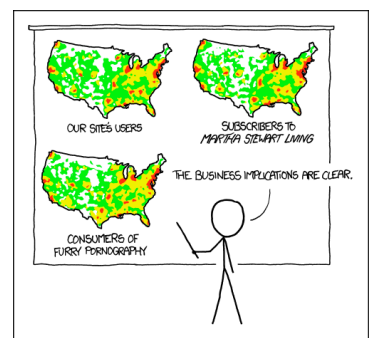 OUR SITE'S USERS
SUBSCRIBERS TO
MARTHA STEWART LIVING
THE BUSINESS IMPLICATIONS ARE CLEAR.
CONSUMERS OF
FURRY PORNOGRAPHY